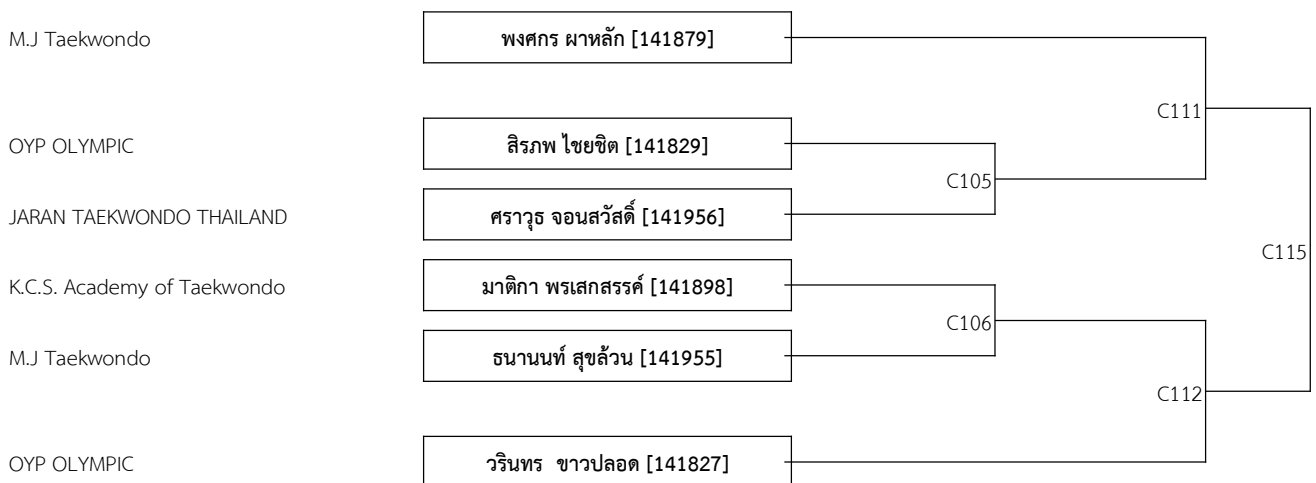 M.J Taekwondo พงศกร ผาหลัก [141879]
C111
OYP OLYMPIC สิรภพ ไชยชิต [141829]
C105
JARAN TAEKWONDO THAILAND ศราวุธ จอนสวัสดิ์ [141956]
C115
K.C.S. Academy of Taekwondo มาติกา พรเสกสรรค์ [141898]
C106
M.J Taekwondo ธนานนท์ สุขล้วน [141955]
C112
OYP OLYMPIC วรินทร ขาวปลอด [141827]